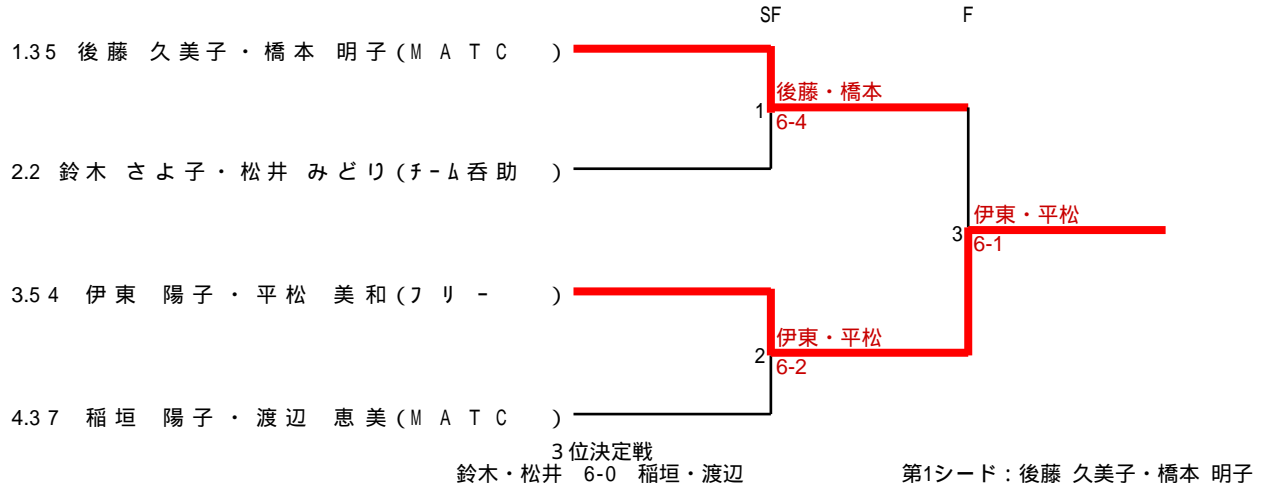 SF F
1.35 後藤 久美子・橋本 明子(MATC )
後藤・橋本
1
6-4
2.2 鈴木 さよ子・松井 みどり(ﾁｰﾑ呑助 )
伊東・平松
3
6-1
3.54 伊東 陽子・平松 美和(ﾌﾘｰ )
伊東・平松
2
6-2
4.37 稲垣 陽子・渡辺 恵美(MATC )
3位決定戦
鈴木・松井 6-0 稲垣・渡辺 第1シード：後藤 久美子・橋本 明子